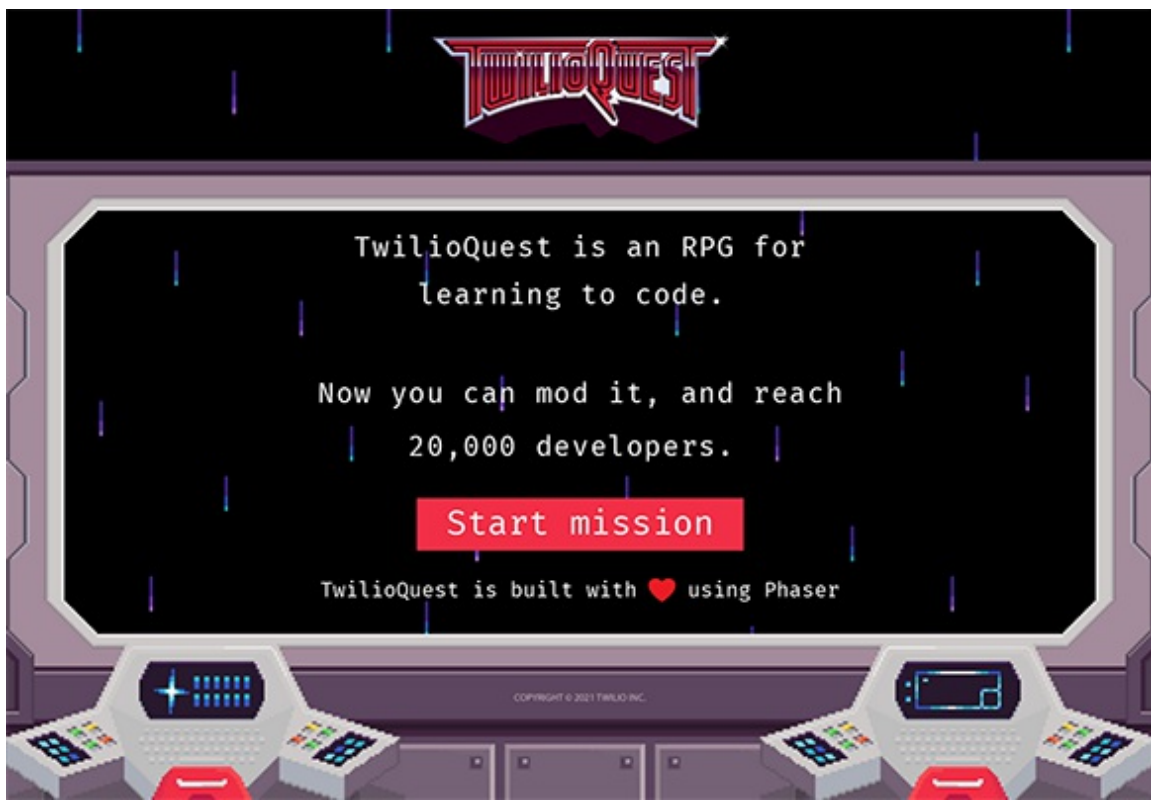 TWILIOQUEST
TwilioQuest is an RPG for
learning to code.
Now you can mod it, and reach
20,000 developers.
Start mission
TwilioQuest is built with ❤ using Phaser
COPYRIGHT © 2021 TWILIO INC.